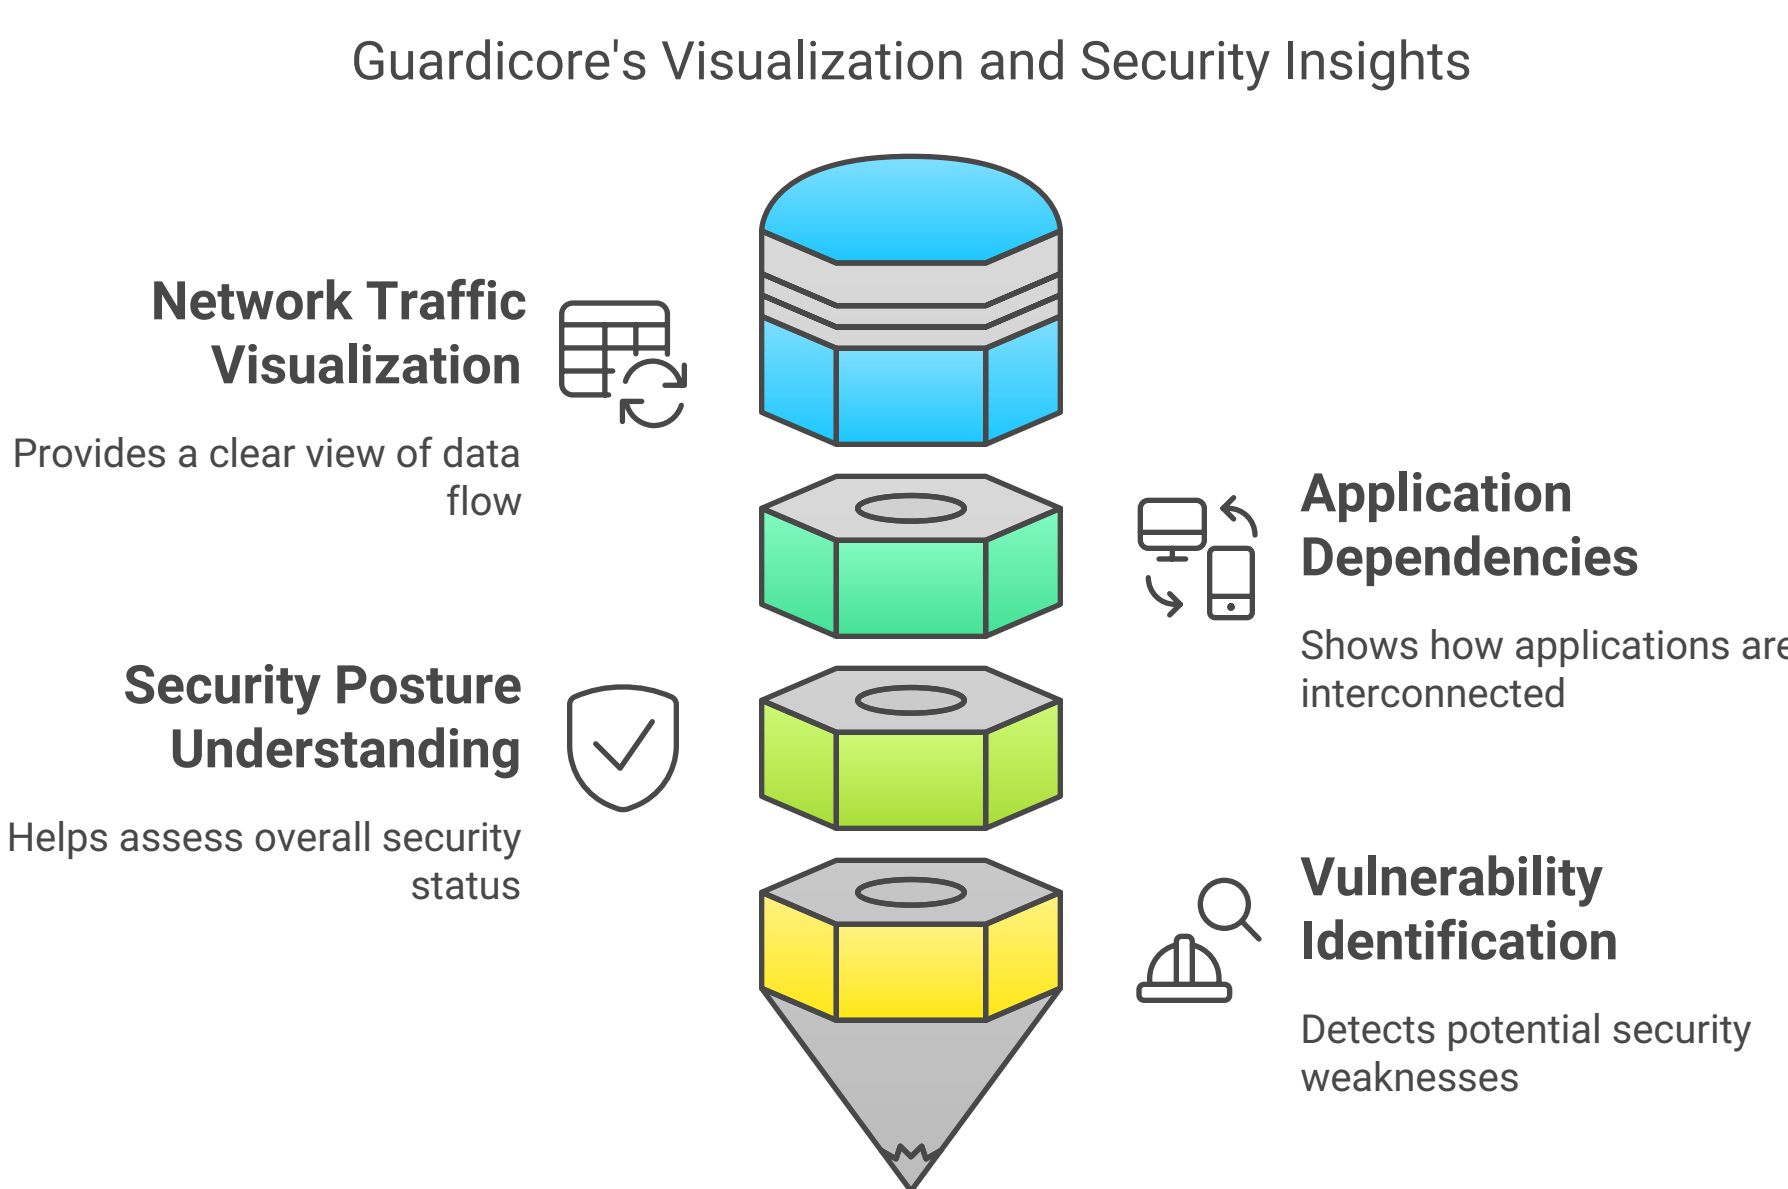 Guardicore's Visualization and Security Insights
Network Traffic
Visualization
Provides a clear view of data
flow
Application
Dependencies
Shows how applications are
interconnected
Security Posture
Understanding
Helps assess overall security
status
Vulnerability
Identification
Detects potential security
weaknesses